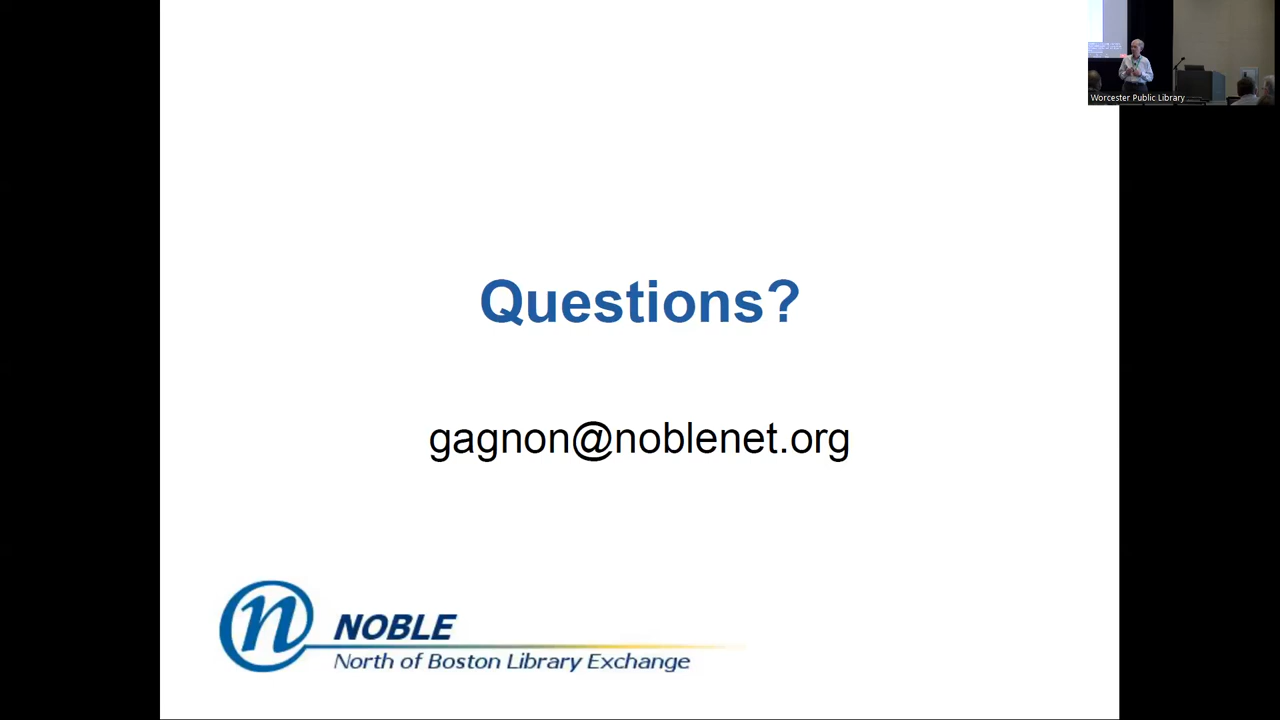 Worcester Public Library
Questions?
gagnon@noblenet.org
n
NOBLE
North of Boston Library Exchange